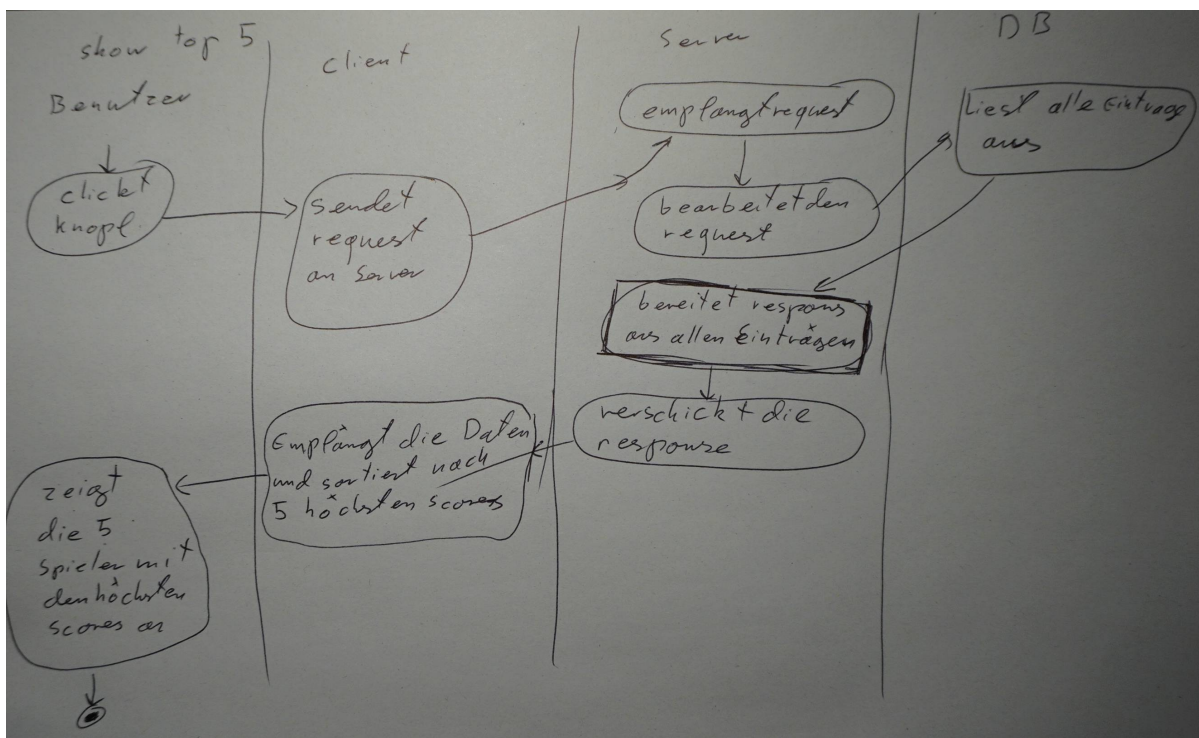 show top 5
Benutzer
client
Server
DB
clickt
knopf
sendet
request
an Server
empfangt request
bearbeitet den
request
Liest alle Einträge
aus
bereitet respons
aus allen Einträgen
verschickt die
response
Empfängt die Daten
und sortiert nach
5 höchsten scores
zeigt
die 5
spieler mit
den höchsten
scores an